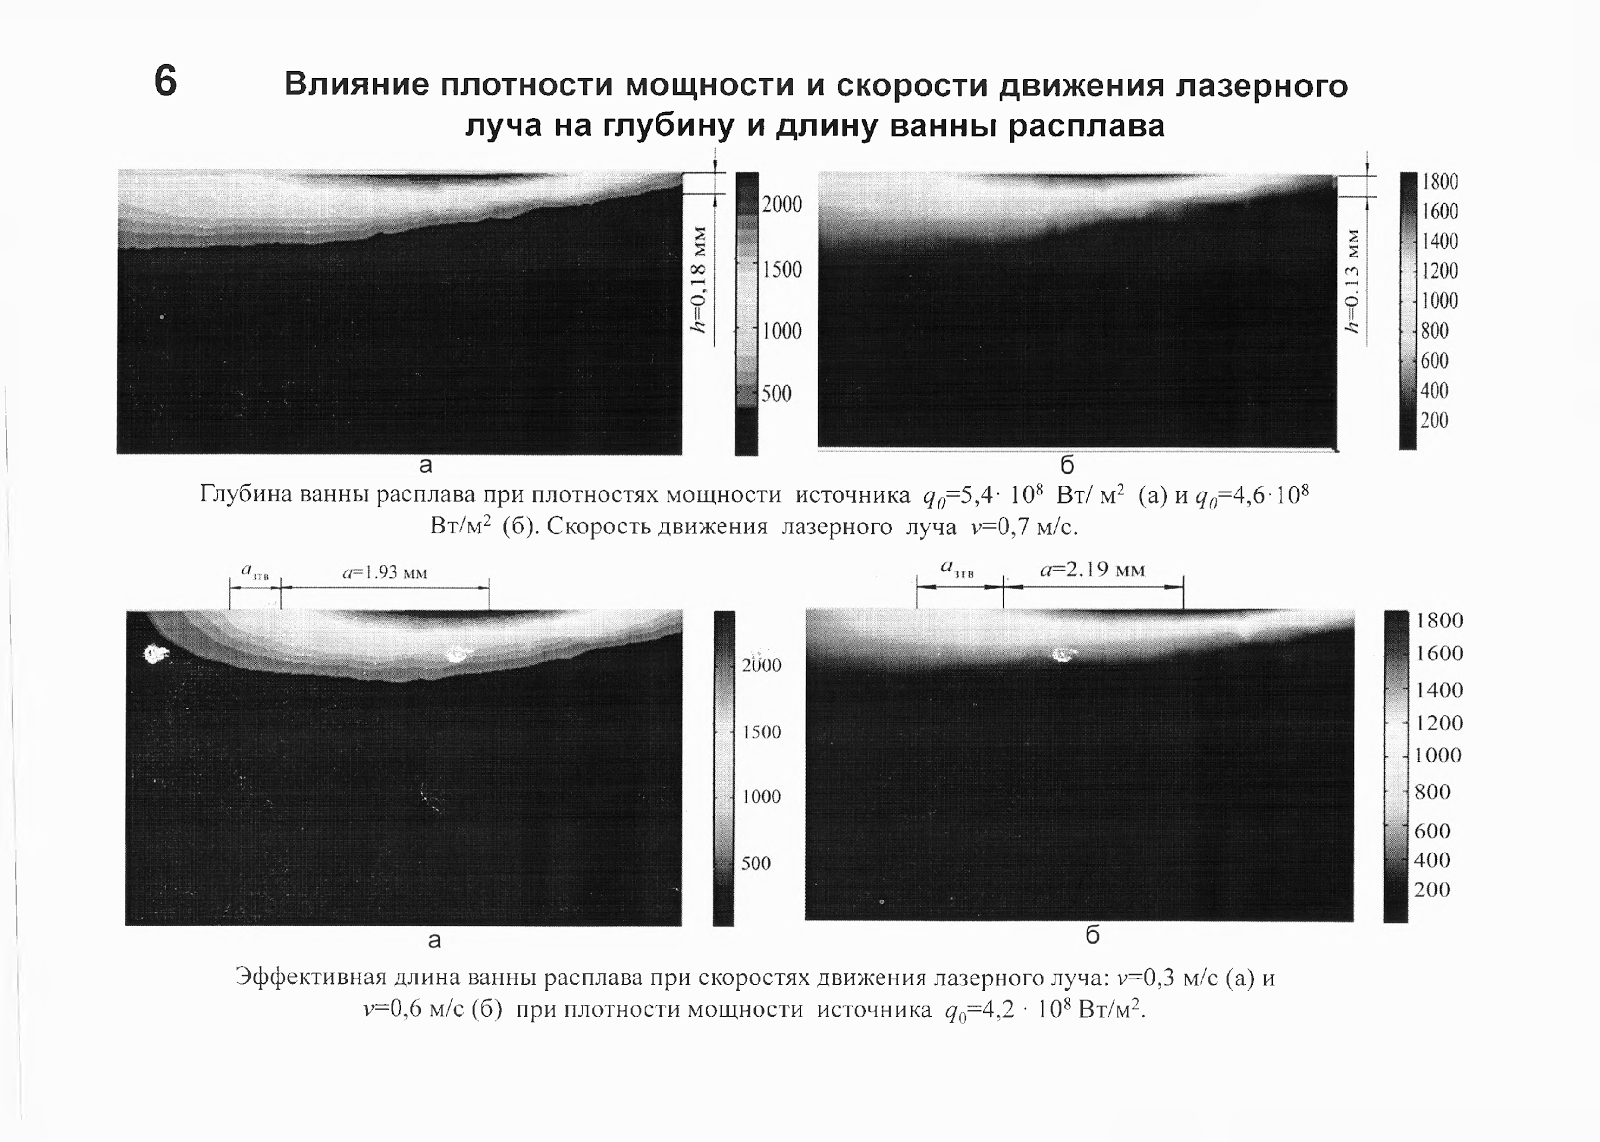 6
Влияние плотности мощности и скорости движения лазерного
луча на глубину и длину ванны расплава
h=0,18 мм
2000
1500
1000
500
h=0.13 мм
1800
1600
1400
1200
1000
800
600
400
200
а
б
Глубина ванны расплава при плотностях мощности источника q₀=5,4· 10⁸ Вт/ м² (а) и q₀=4,6·10⁸
Вт/м² (б). Скорость движения лазерного луча v=0,7 м/с.
aзтв
a=1.93 мм
aзтв
a=2.19 мм
2000
1500
1000
500
1800
1600
1400
1200
1000
800
600
400
200
а
б
Эффективная длина ванны расплава при скоростях движения лазерного луча: v=0,3 м/с (а) и
v=0,6 м/с (б) при плотности мощности источника q₀=4,2 · 10⁸ Вт/м².